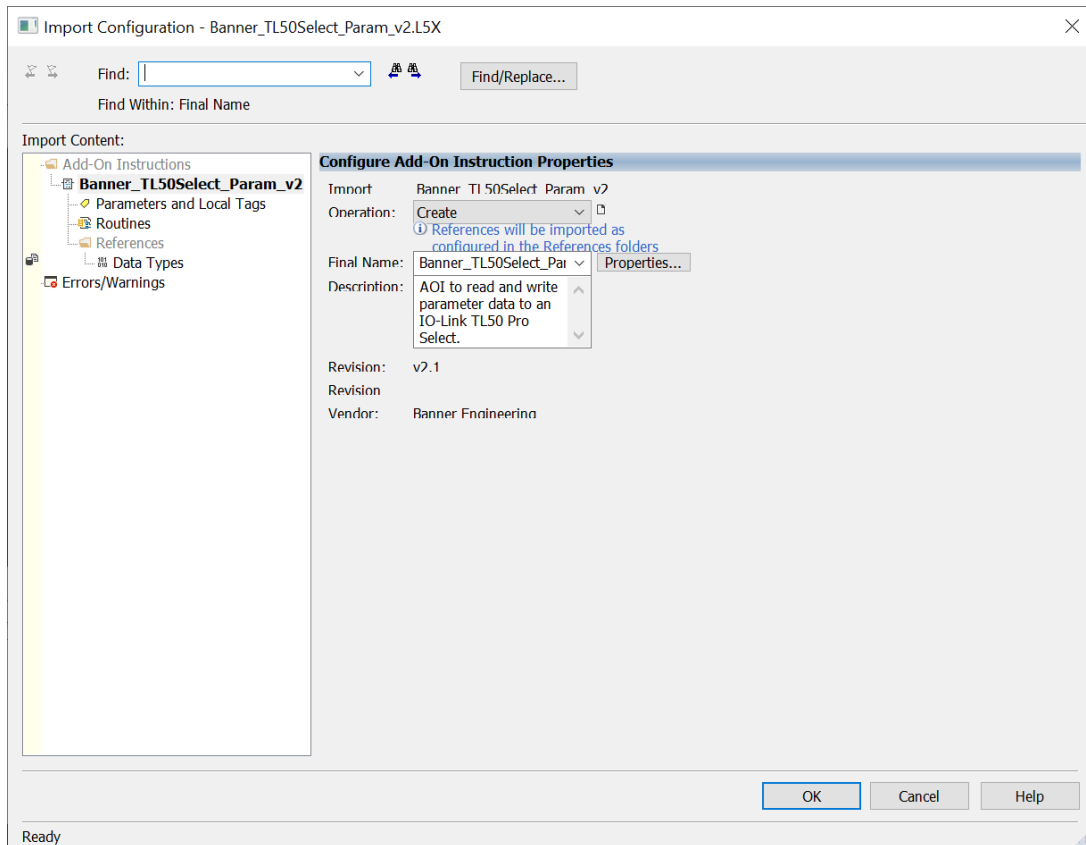 Import Configuration - Banner_TL50Select_Param_v2.L5X
Find:
Find/Replace...
Find Within: Final Name
Import Content:
Add-On Instructions
Banner_TL50Select_Param_v2
Parameters and Local Tags
Routines
References
Data Types
Errors/Warnings
Configure Add-On Instruction Properties
Import Banner_TL50Select_Param_v2
Operation: Create
References will be imported as
configured in the References folders
Final Name: Banner_TL50Select_Par Properties...
Description: AOI to read and write
parameter data to an
IO-Link TL50 Pro
Select.
Revision: v2.1
Revision
Vendor: Banner Engineering
OK Cancel Help
Ready